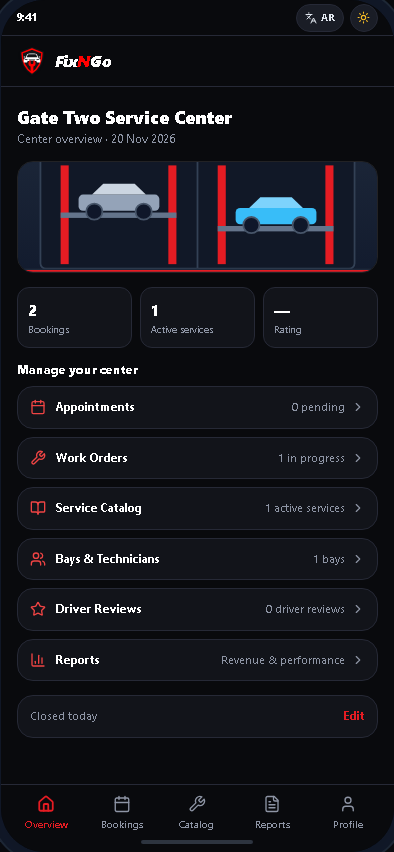 9:41
AR
FixNGo
Gate Two Service Center
Center overview · 20 Nov 2026
2
Bookings
1
Active services
—
Rating
Manage your center
Appointments 0 pending
Work Orders 1 in progress
Service Catalog 1 active services
Bays & Technicians 1 bays
Driver Reviews 0 driver reviews
Reports Revenue & performance
Closed today Edit
Overview Bookings Catalog Reports Profile